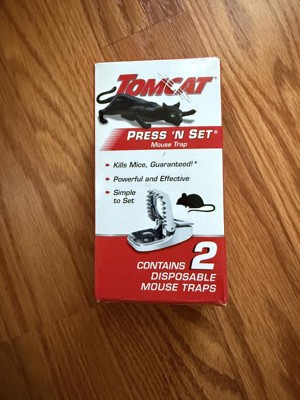 TOMCAT
PRESS 'N SET®
Mouse Trap
Kills Mice, Guaranteed!*
Powerful and Effective
Simple
to Set
CONTAINS 2
DISPOSABLE
MOUSE TRAPS